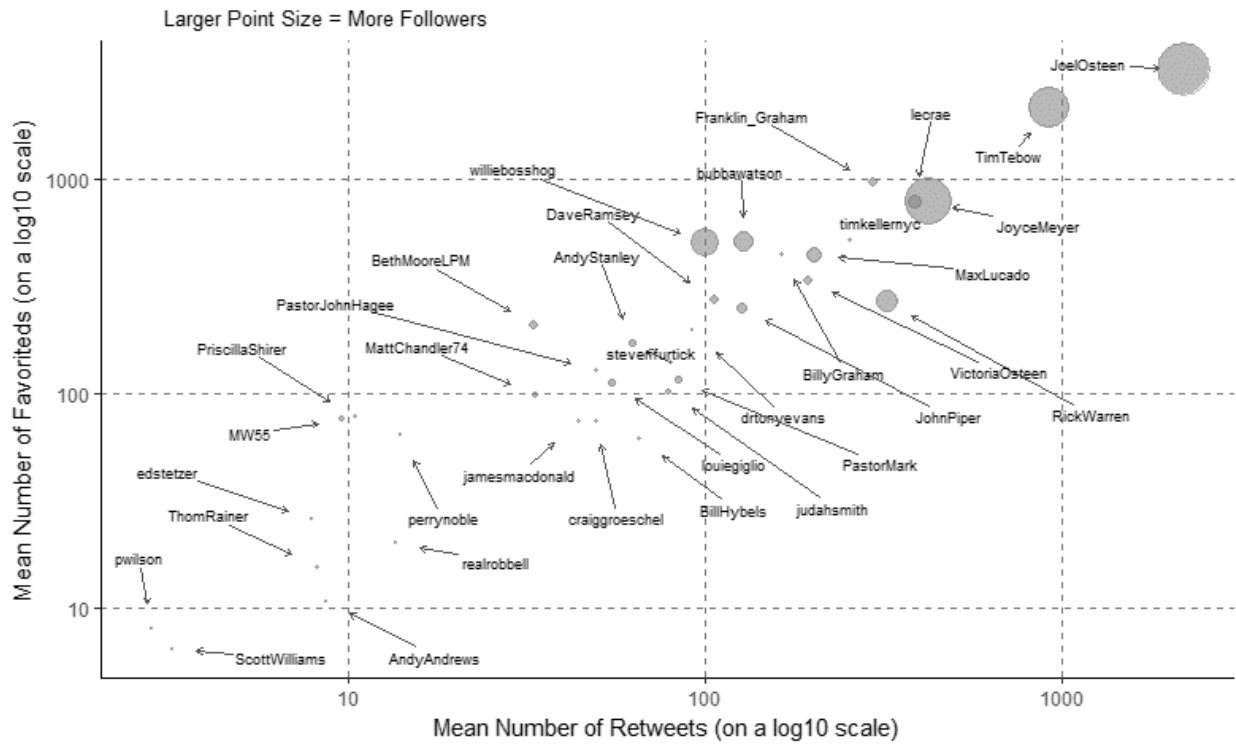 Larger Point Size = More Followers
JoelOsteen
Franklin_Graham
lecrae
TimTebow
williebosshog
bubbawatson
1000
DaveRamsey
timkellernyc
JoyceMeyer
BethMooreLPM
AndyStanley
MaxLucado
PastorJohnHagee
PriscillaShirer
MattChandler74
stevenfurtick
BillyGraham
VictoriaOsteen
100
drtonyevans
JohnPiper
RickWarren
MW55
edstetzer
jamesmacdonald
louiegiglio
PastorMark
ThomRainer
perrynoble
craiggroeschel
BillHybels
judahsmith
pwilson
realrobbell
10
ScottWilliams
AndyAndrews
10
100
1000
Mean Number of Retweets (on a log10 scale)
Mean Number of Favoriteds (on a log10 scale)